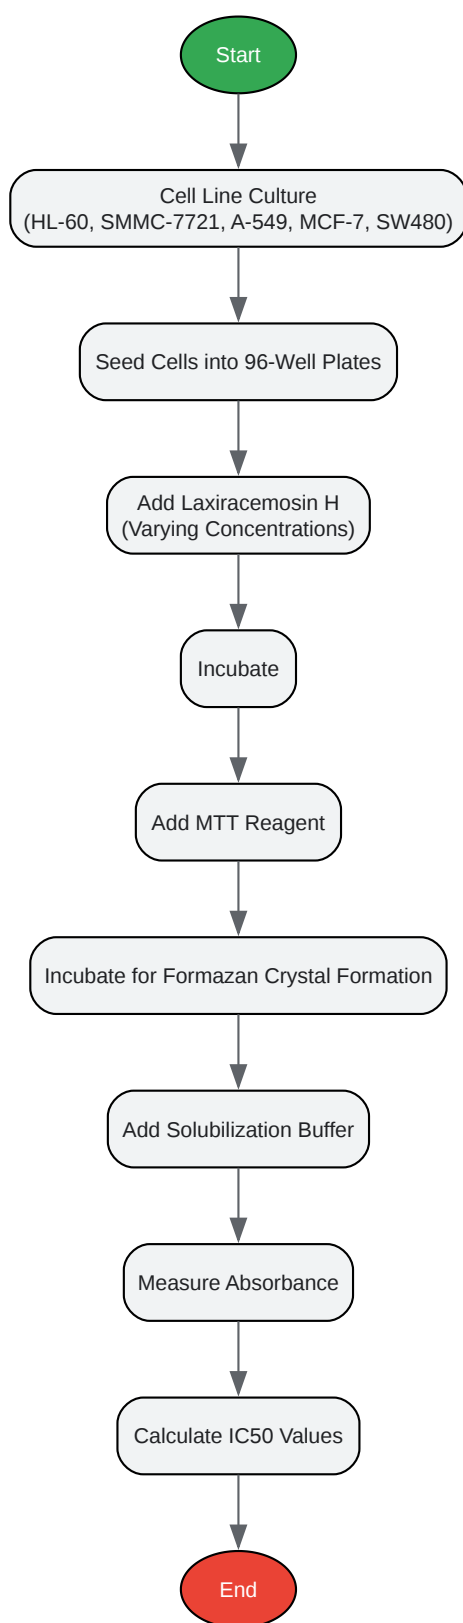 Start
Cell Line Culture
(HL-60, SMMC-7721, A-549, MCF-7, SW480)
Seed Cells into 96-Well Plates
Add Laxiracemosin H
(Varying Concentrations)
Incubate
Add MTT Reagent
Incubate for Formazan Crystal Formation
Add Solubilization Buffer
Measure Absorbance
Calculate IC50 Values
End